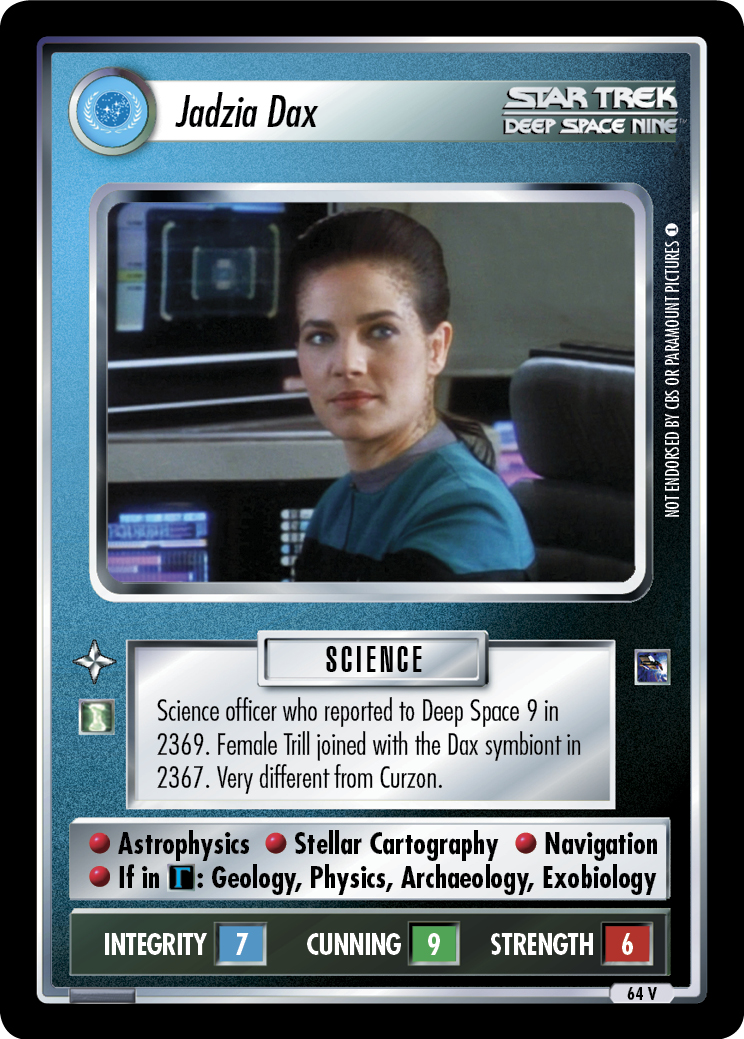 Jadzia Dax
STAR TREK
DEEP SPACE NINE™
NOT ENDORSED BY CBS OR PARAMOUNT PICTURES 1
SCIENCE
Science officer who reported to Deep Space 9 in
2369. Female Trill joined with the Dax symbiont in
2367. Very different from Curzon.
Astrophysics Stellar Cartography Navigation
If in Γ: Geology, Physics, Archaeology, Exobiology
INTEGRITY 7 CUNNING 9 STRENGTH 6
64 V